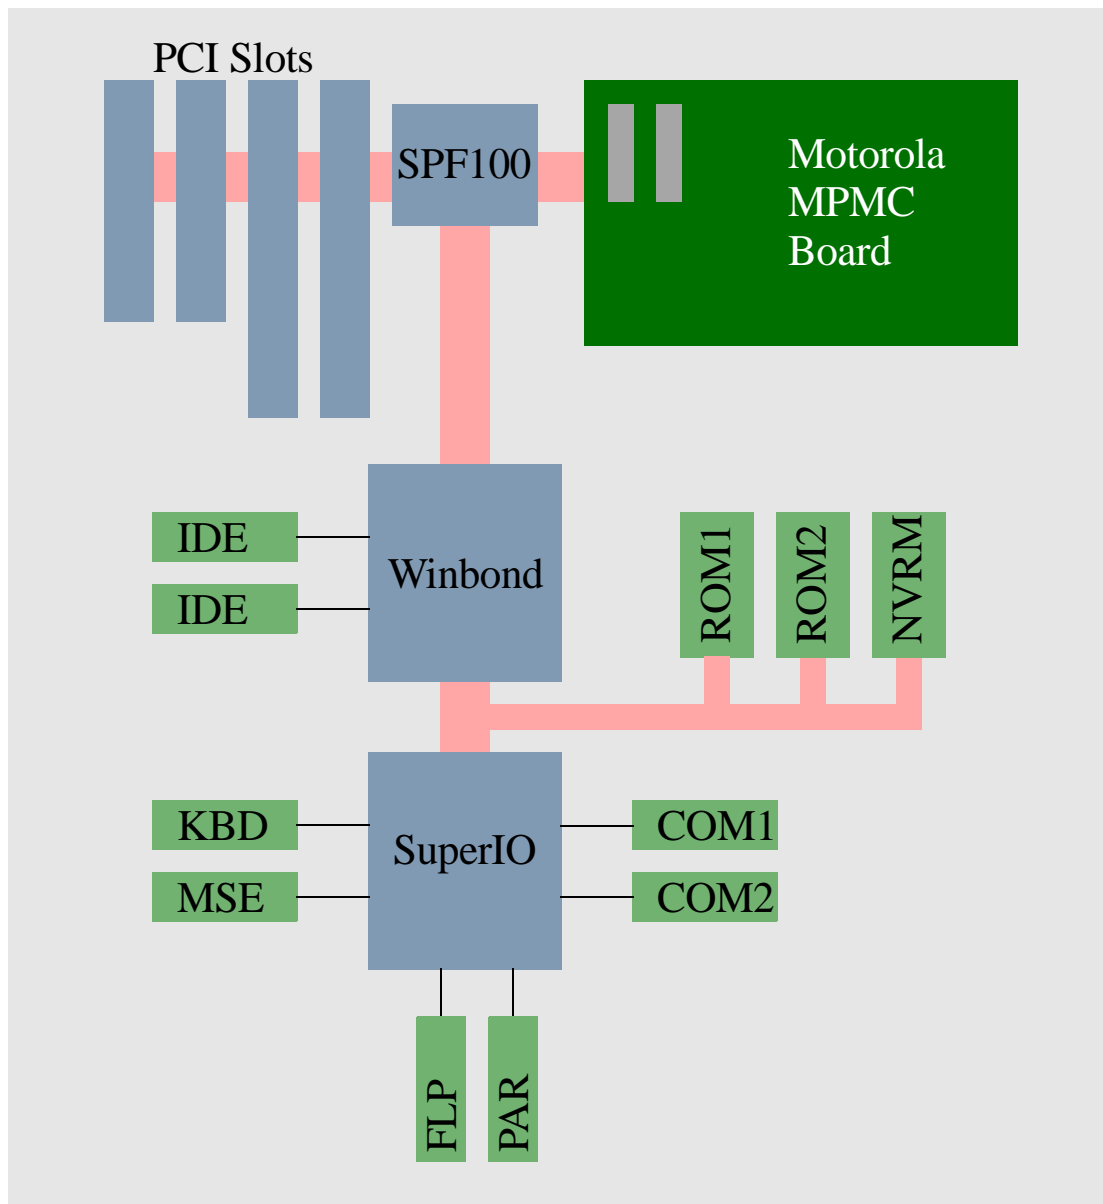 PCI Slots
SPF100
Motorola
MPMC
Board
IDE
IDE
Winbond
ROM1
ROM2
NVRM
KBD
MSE
SuperIO
COM1
COM2
FLP
PAR